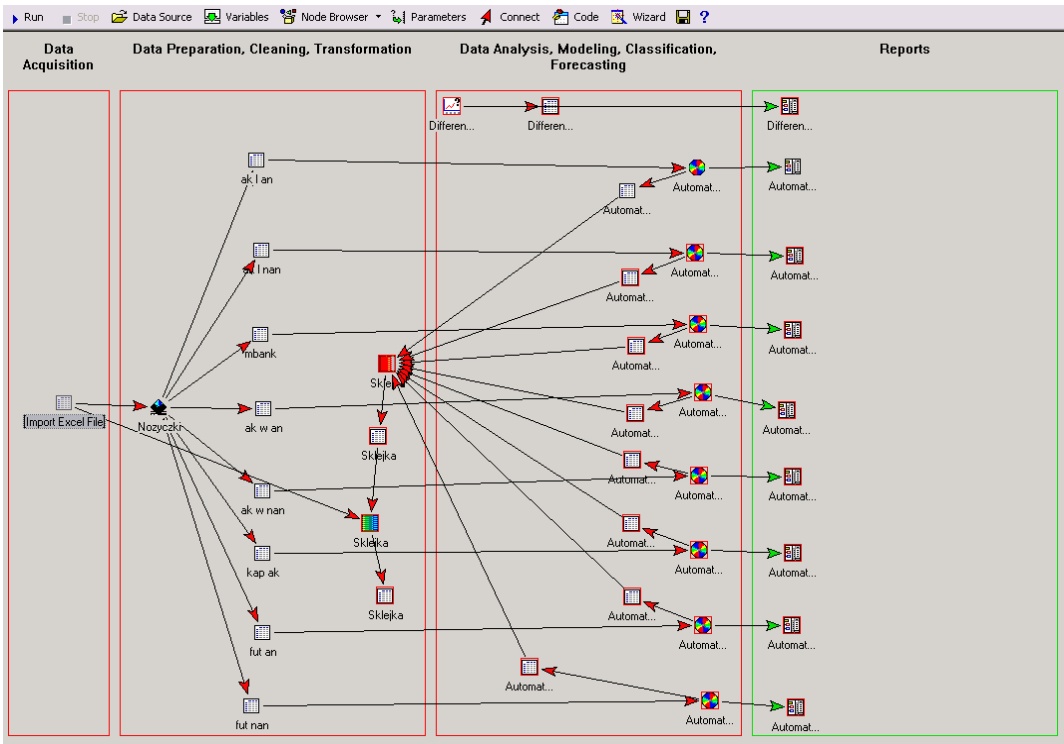 Run Stop Data Source Variables Node Browser Parameters Connect Code Wizard ?
Data
Acquisition
Data Preparation, Cleaning, Transformation
Data Analysis, Modeling, Classification,
Forecasting
Reports
Differen...
Differen...
Differen...
ak l an
Automat...
Automat...
Automat...
ak l nan
Automat...
Automat...
Automat...
mbank
Automat...
Automat...
Automat...
Sklejka
[Import Excel File]
Nozyczki
ak w an
Automat...
Automat...
Automat...
Sklejka
ak w nan
Automat...
Automat...
Automat...
Sklejka
kap ak
Automat...
Automat...
Automat...
Sklejka
fut an
Automat...
Automat...
Automat...
fut nan
Automat...
Automat...
Automat...